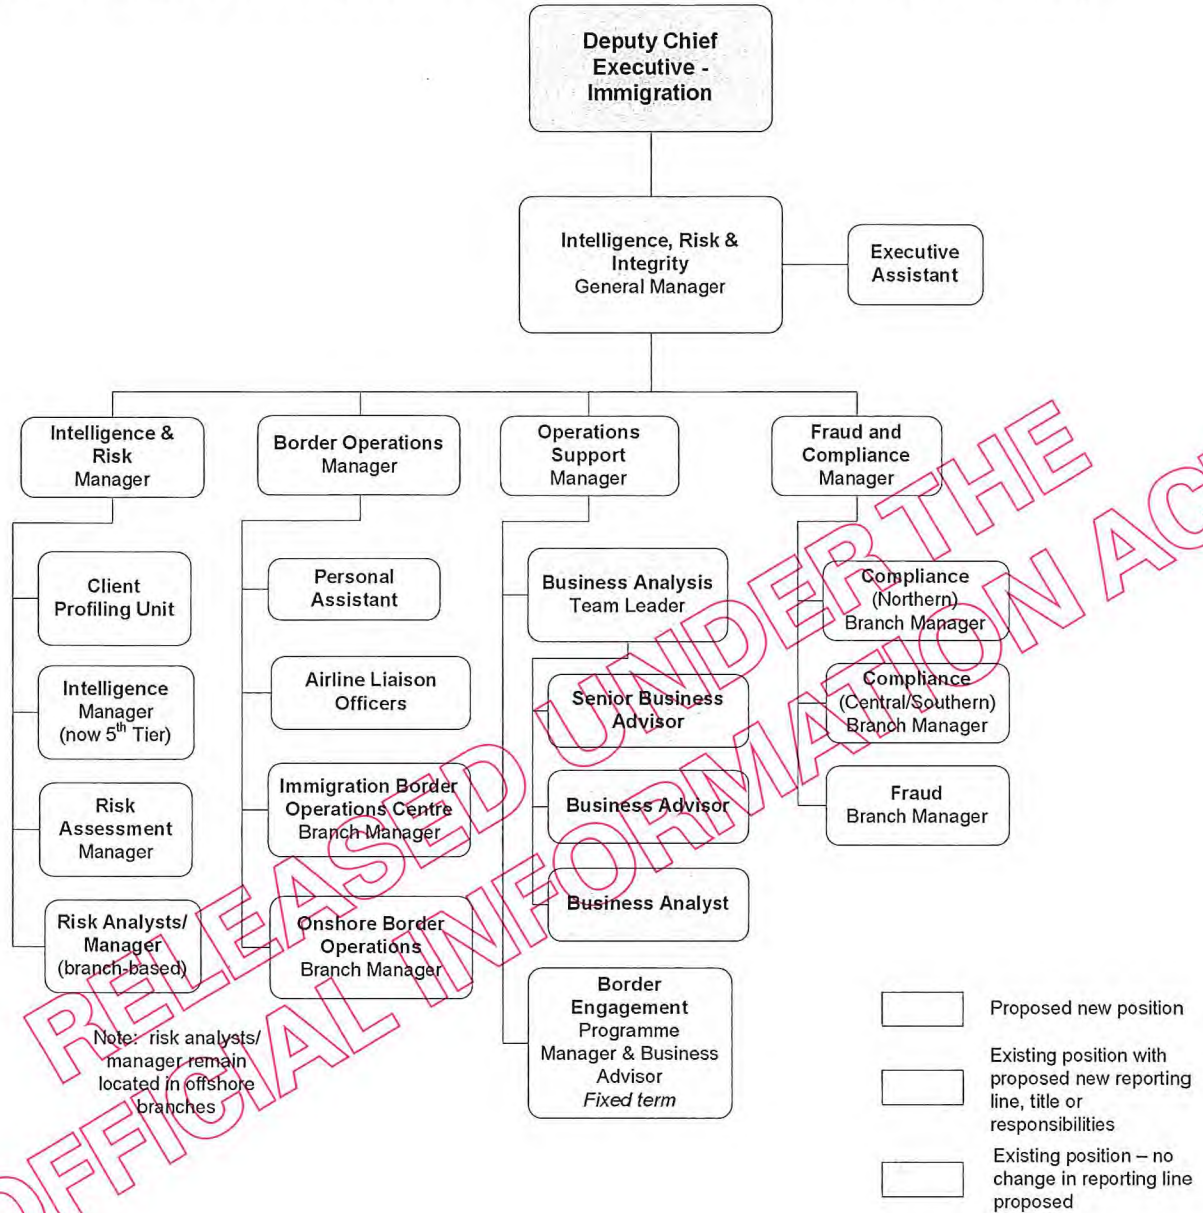 Deputy Chief
Executive -
Immigration
Intelligence, Risk &
Integrity
General Manager
Executive
Assistant
Intelligence &
Risk
Manager
Border Operations
Manager
Operations
Support
Manager
Fraud and
Compliance
Manager
Client
Profiling Unit
Intelligence
Manager
(now 5th Tier)
Risk
Assessment
Manager
Risk Analysts/
Manager
(branch-based)
Note: risk analysts/
manager remain
located in offshore
branches
Personal
Assistant
Airline Liaison
Officers
Immigration Border
Operations Centre
Branch Manager
Onshore Border
Operations
Branch Manager
Business Analysis
Team Leader
Senior Business
Advisor
Business Advisor
Business Analyst
Border
Engagement
Programme
Manager & Business
Advisor
Fixed term
Compliance
(Northern)
Branch Manager
Compliance
(Central/Southern)
Branch Manager
Fraud
Branch Manager
Proposed new position
Existing position with
proposed new reporting
line, title or
responsibilities
Existing position – no
change in reporting line
proposed
RELEASED UNDER THE
OFFICIAL INFORMATION AC